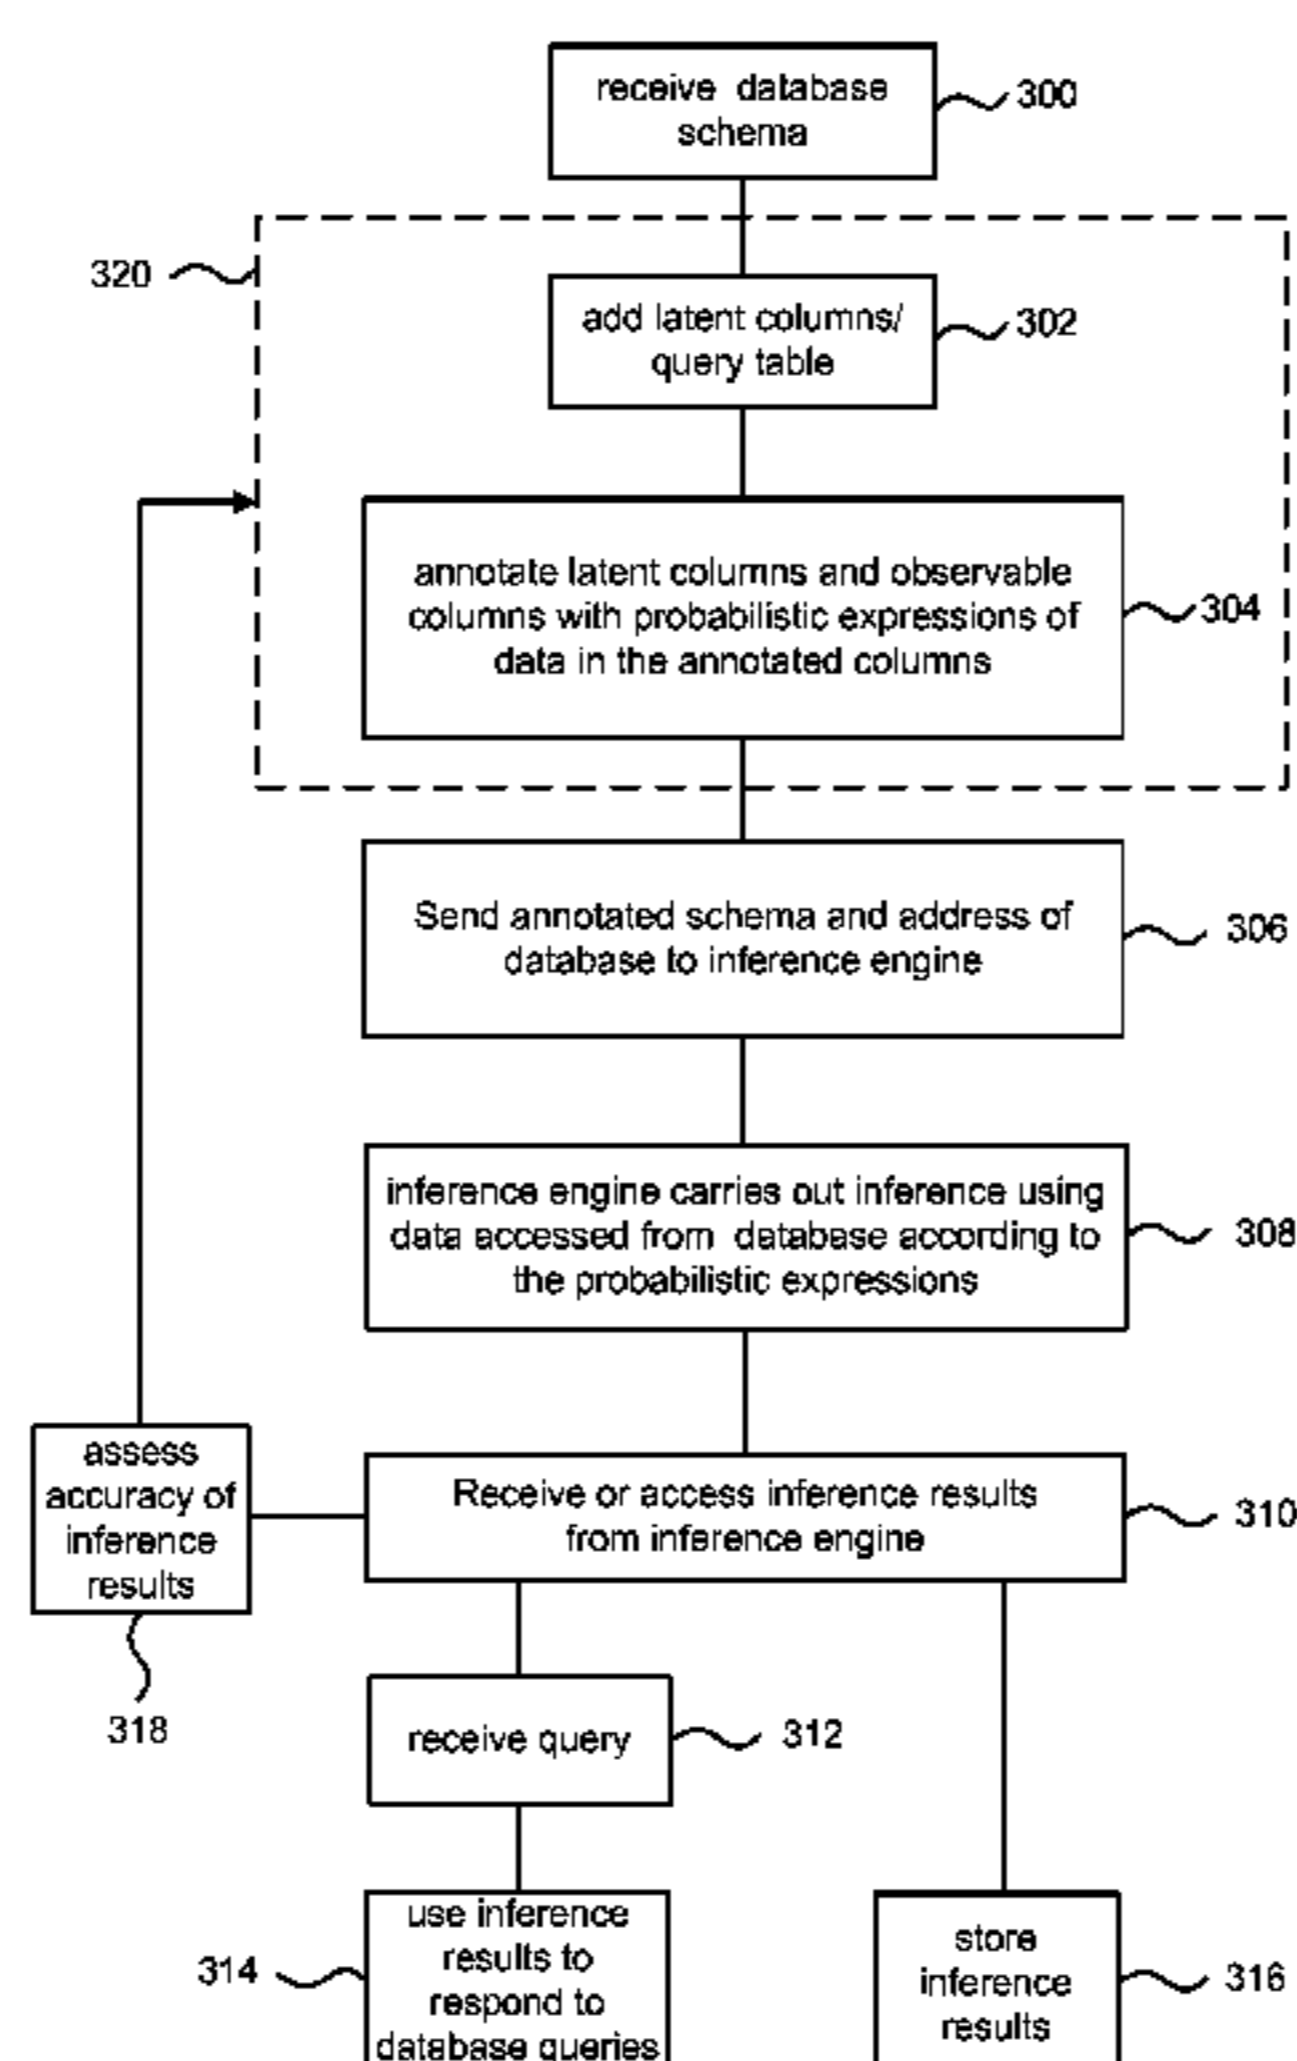 receive database
schema
300
320
add latent columns/
query table
302
annotate latent columns and observable
columns with probabilistic expressions of
data in the annotated columns
304
Send annotated schema and address of
database to inference engine
306
inference engine carries out inference using
data accessed from database according to
the probabilistic expressions
308
assess
accuracy of
inference
results
318
Receive or access inference results
from inference engine
310
receive query
312
use inference
results to
respond to
database queries
314
store
inference
results
316